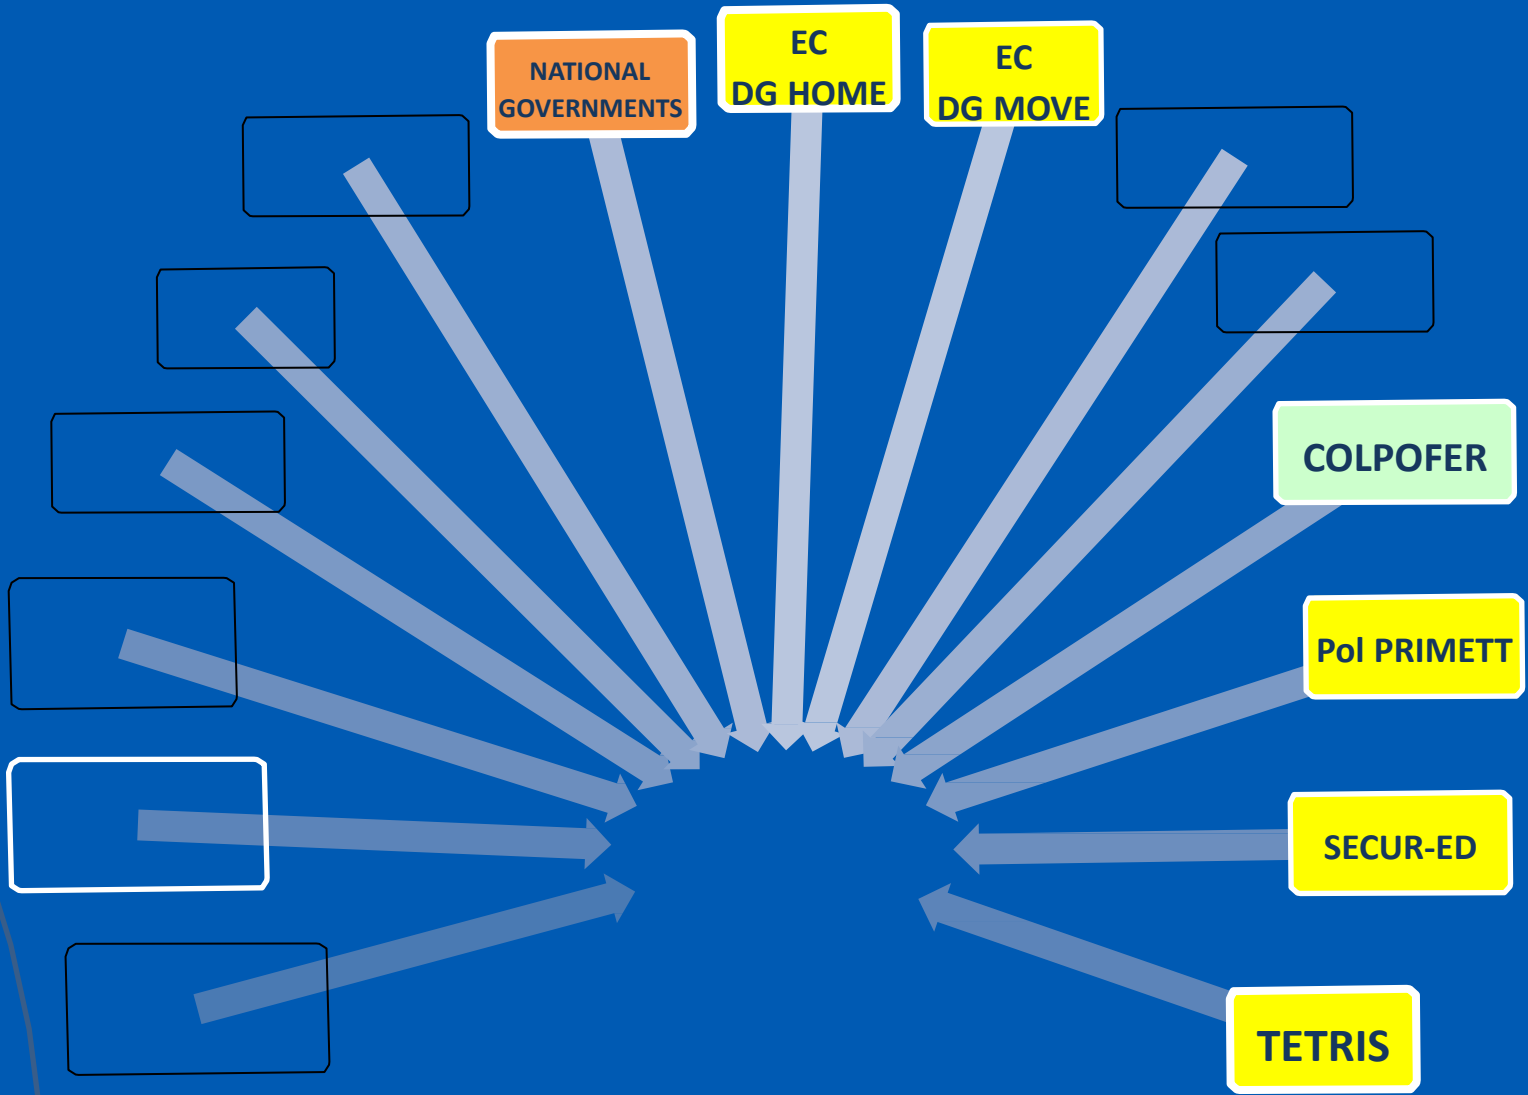 NATIONAL
GOVERNMENTS
EC
DG HOME
EC
DG MOVE
COLPOFER
Pol PRIMETT
SECUR-ED
TETRIS